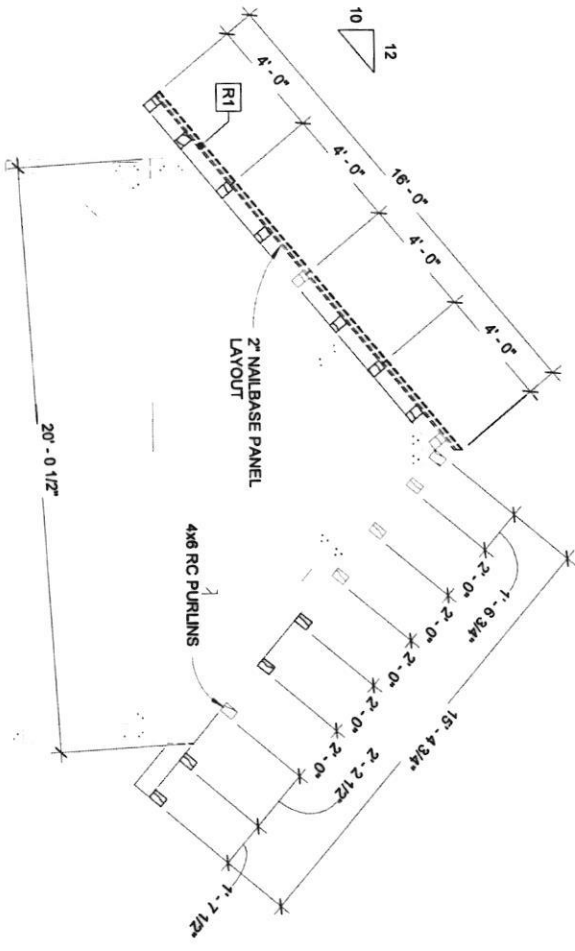 10
12
16' - 0"
4' - 0"
4' - 0"
4' - 0"
4' - 0"
R1
2" NAILBASE PANEL
LAYOUT
20' - 0 1/2"
4x6 RC PURLINS
1' - 6 3/4"
2' - 0"
2' - 0"
2' - 0"
2' - 0"
2' - 0"
2' - 2 1/2"
1' - 7 1/2"
15' - 4 3/4"